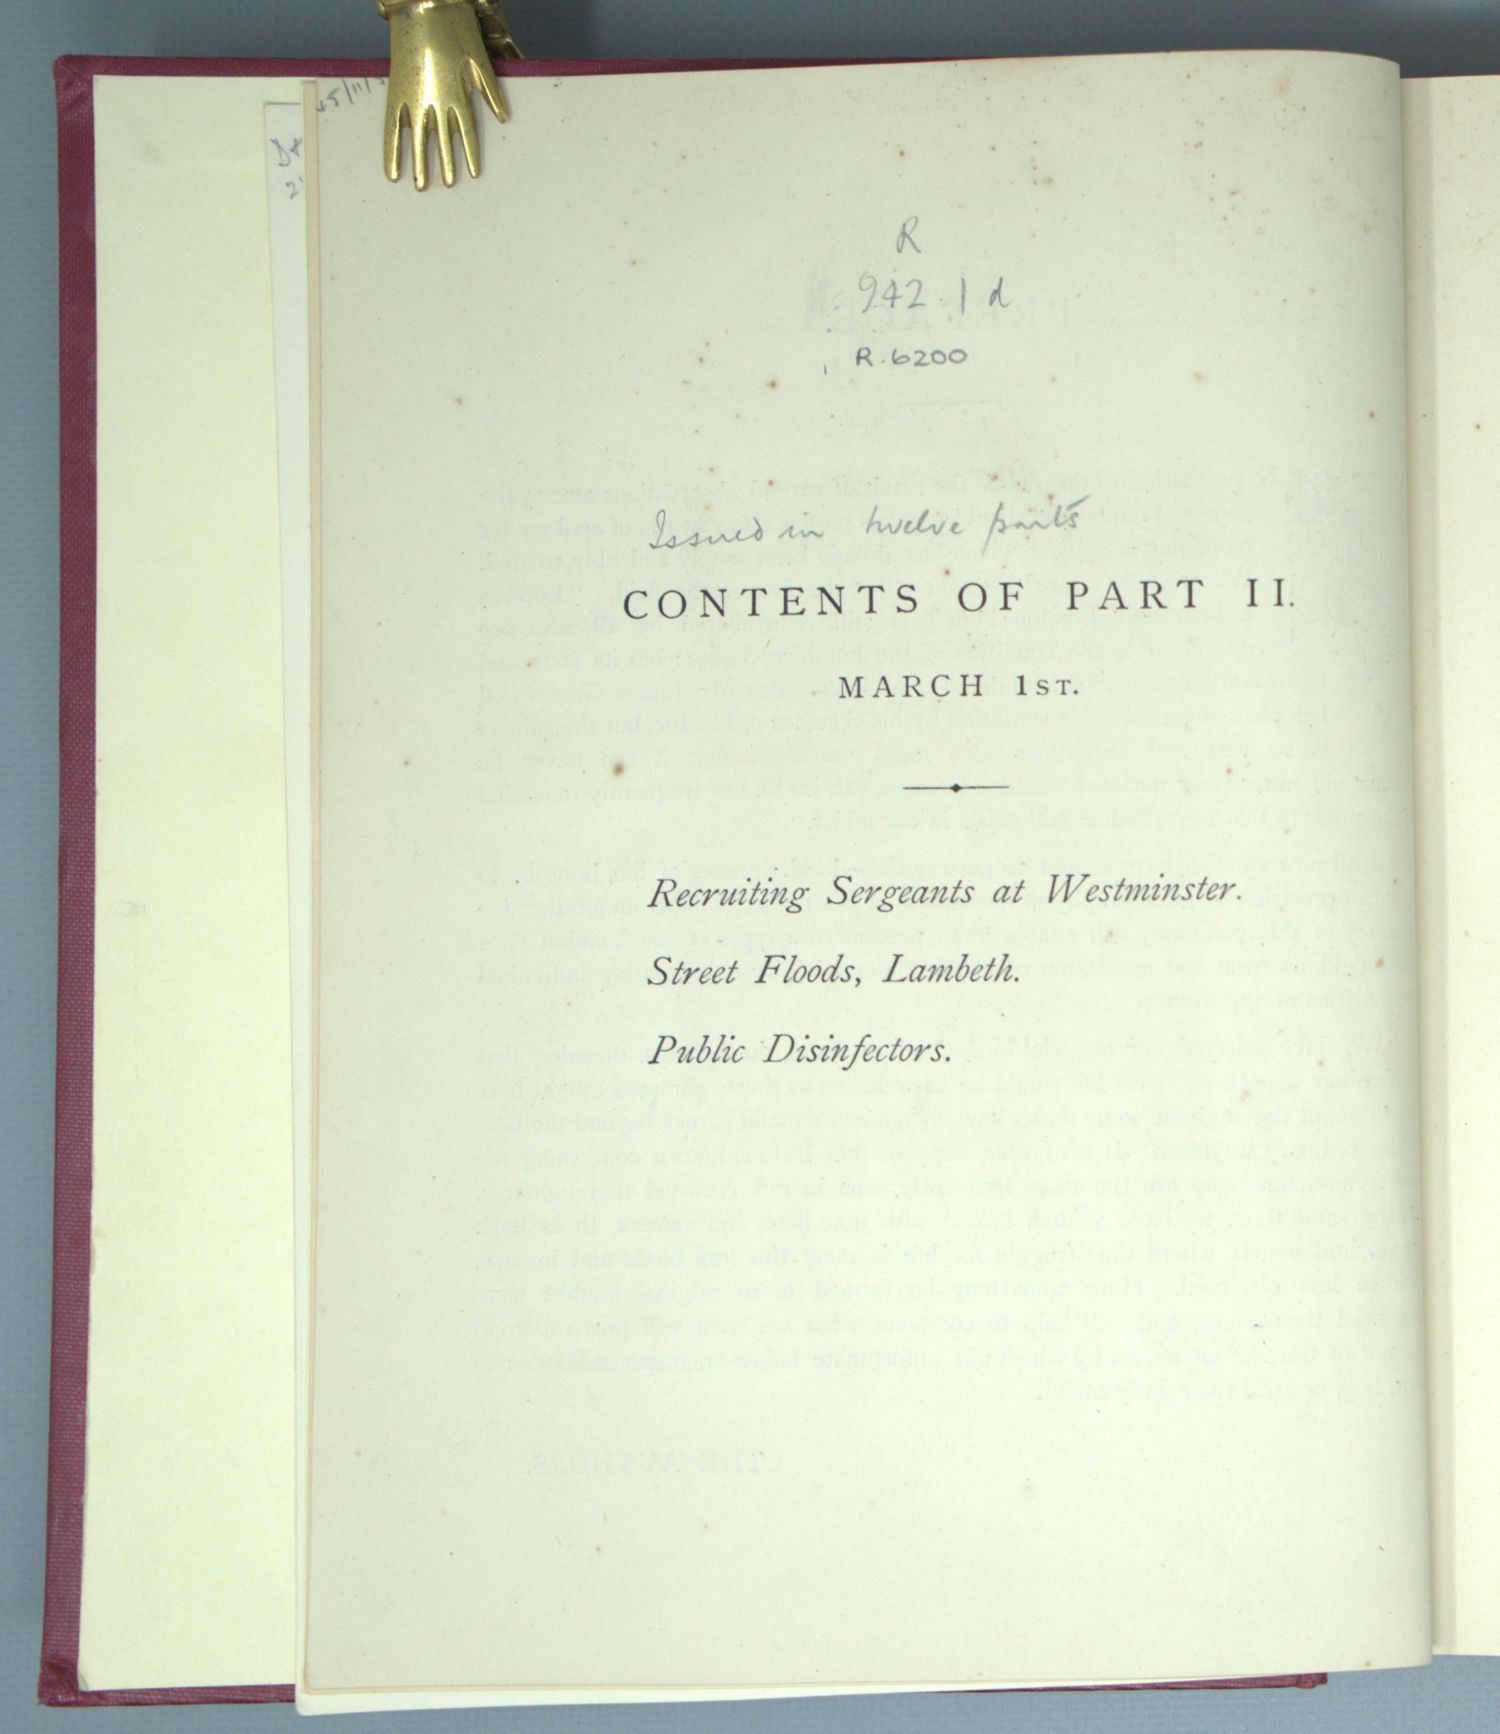 R
942.1 d
R.6200
Issued in twelve parts
CONTENTS OF PART II.
MARCH 1ST.
Recruiting Sergeants at Westminster.
Street Floods, Lambeth.
Public Disinfectors.